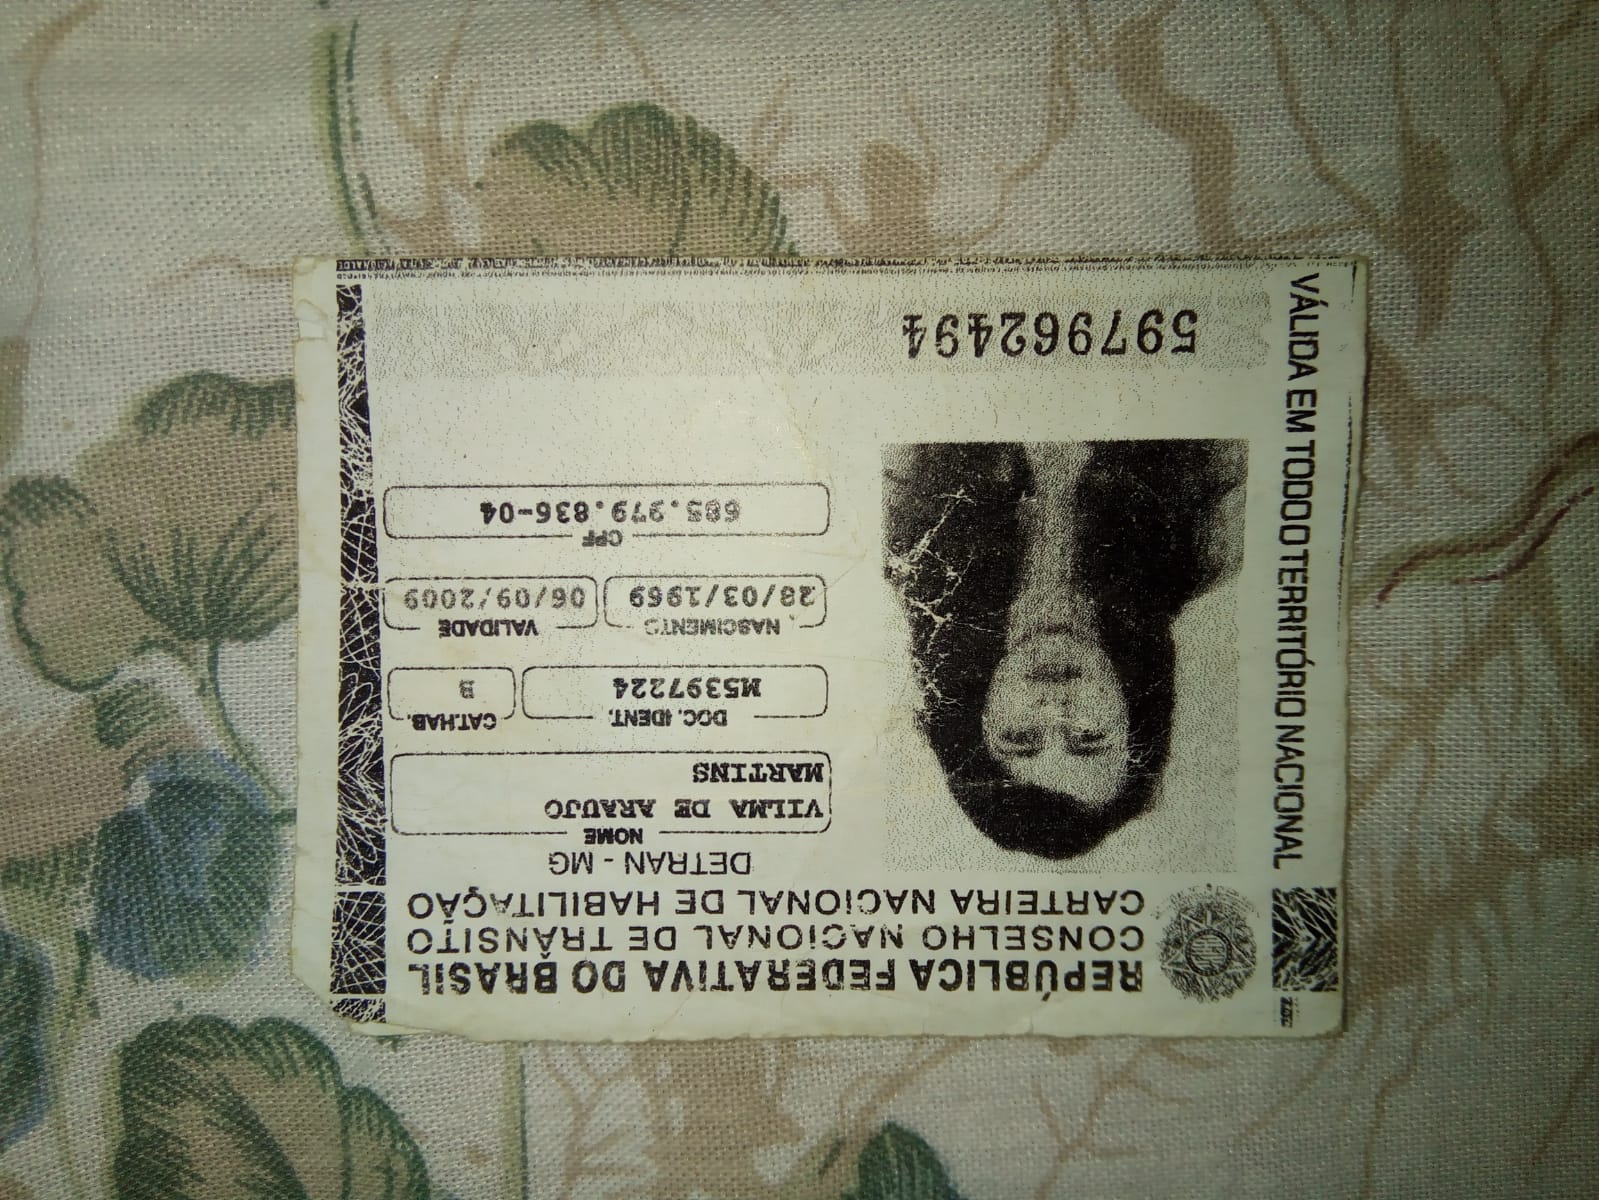 REPÚBLICA FEDERATIVA DO BRASIL
CONSELHO NACIONAL DE TRÂNSITO
CARTEIRA NACIONAL DE HABILITAÇÃO
DETRAN - MG
NOME
VILMA DE ARAUJO
MARTINS
DOC. IDENT. CAT.HAB.
M5397224 B
NASCIMENTO VALIDADE
28/03/1969 06/09/2009
CPF
685.979.836-04
597962494
VÁLIDA EM TODO O TERRITÓRIO NACIONAL